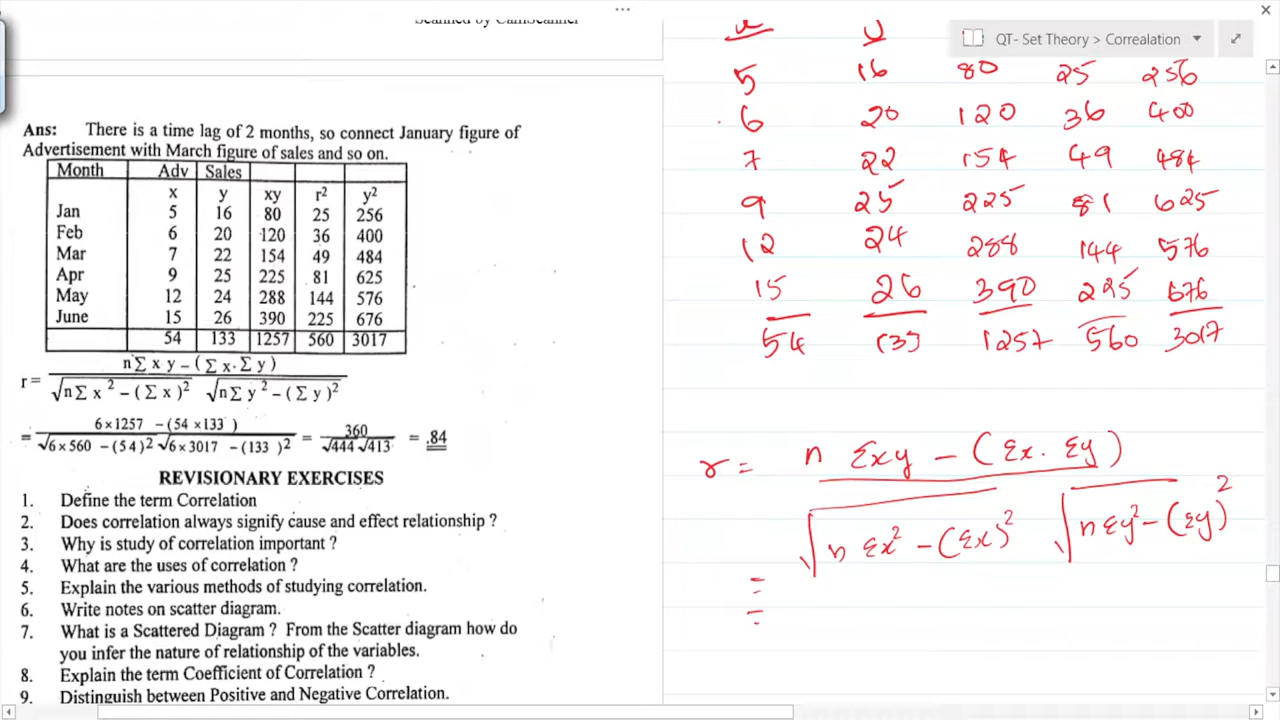 Scanned by CamScanner
Ans: There is a time lag of 2 months, so connect January figure of
Advertisement with March figure of sales and so on.
Month Adv Sales
x y xy r² y²
Jan 5 16 80 25 256
Feb 6 20 120 36 400
Mar 7 22 154 49 484
Apr 9 25 225 81 625
May 12 24 288 144 576
June 15 26 390 225 676
54 133 1257 560 3017
r = n∑xy − (∑x·∑y) / √n∑x² − (∑x)² √n∑y² − (∑y)²
= 6×1257 − (54×133) / √6×560 − (54)2 √6×3017 − (133)2 = 360 / √444 √413 = .84
REVISIONARY EXERCISES
1. Define the term Correlation
2. Does correlation always signify cause and effect relationship ?
3. Why is study of correlation important ?
4. What are the uses of correlation ?
5. Explain the various methods of studying correlation.
6. Write notes on scatter diagram.
7. What is a Scattered Diagram ? From the Scatter diagram how do
you infer the nature of relationship of the variables.
8. Explain the term Coefficient of Correlation ?
9. Distinguish between Positive and Negative Correlation.
QT- Set Theory > Correalation
x y
5 16 80 25 256
6 20 120 36 400
7 22 154 49 484
9 25 225 81 625
12 24 288 144 576
15 26 390 225 676
54 133 1257 560 3017
r = n Σxy − (Σx. Σy) / √n Σx² − (Σx)² √n Σy² − (Σy)²
=
=